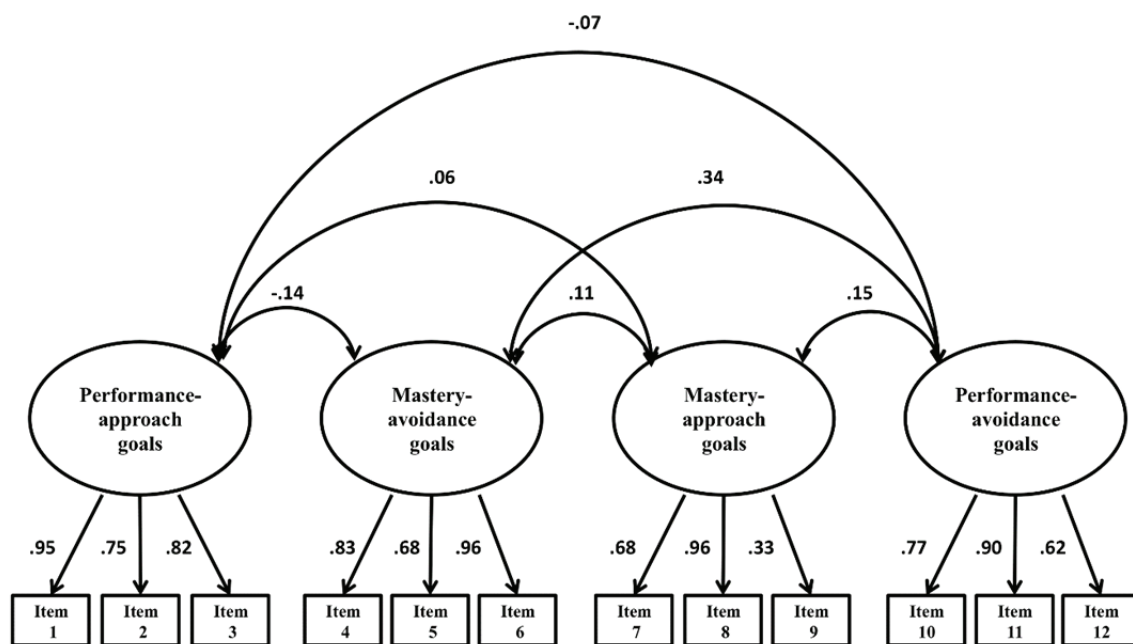 -.07
.06
.34
-.14
.11
.15
Performance-
approach
goals
Mastery-
avoidance
goals
Mastery-
approach
goals
Performance-
avoidance
goals
.95
.75
.82
.83
.68
.96
.68
.96
.33
.77
.90
.62
Item
1
Item
2
Item
3
Item
4
Item
5
Item
6
Item
7
Item
8
Item
9
Item
10
Item
11
Item
12